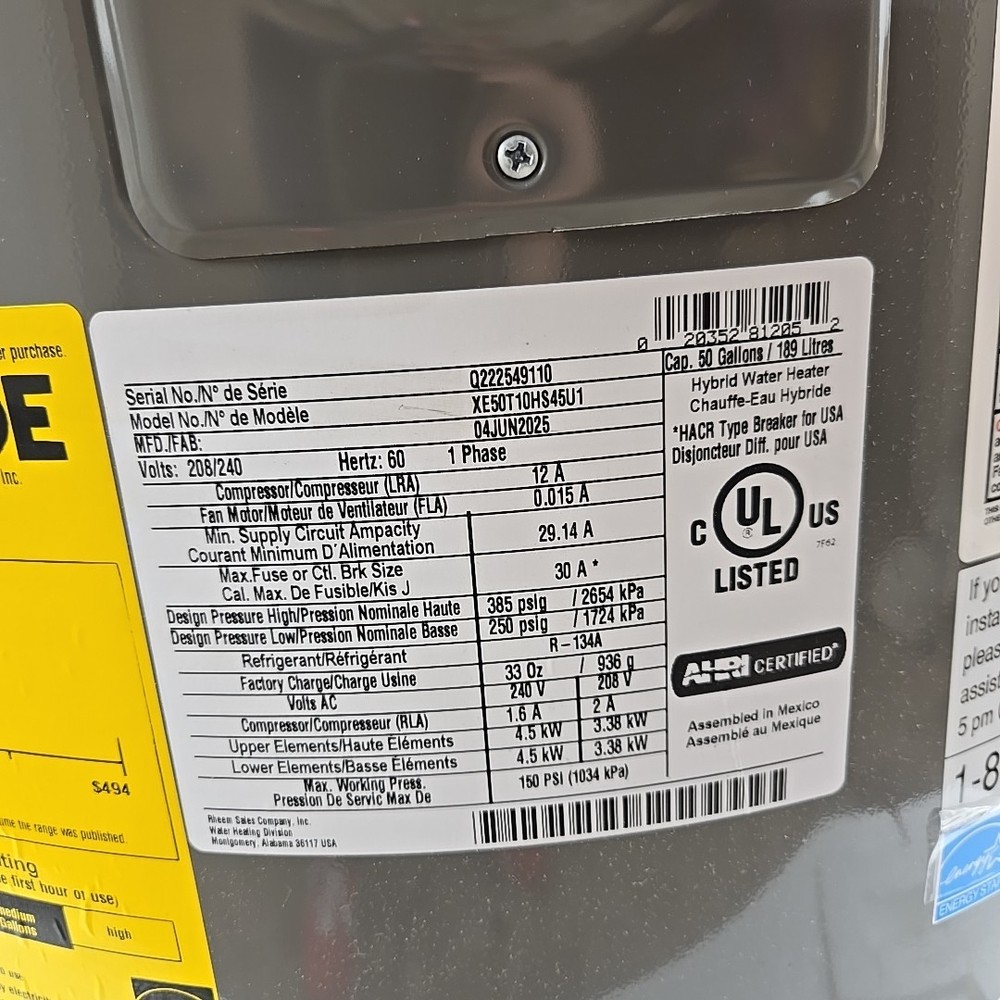 er purchase.
DE
Inc.
$494
ume the range was published.
ting
e first hour of use)
medium
Gallons
high
0 20352 81205 2
Cap. 50 Gallons / 189 Litres
Hybrid Water Heater
Chauffe-Eau Hybride
*HACR Type Breaker for USA
Disjoncteur Diff. pour USA
C UL US
®
7F62
LISTED
AHRI CERTIFIED®
Assembled in Mexico
Assemblé au Mexique
Serial No./N° de Série Q222549110
Model No./N° de Modèle XE50T10HS45U1
MFD./FAB: 04JUN2025
Volts: 208/240 Hertz: 60 1 Phase
Compressor/Compresseur (LRA) 12 A
Fan Motor/Moteur de Ventilateur (FLA) 0.015 A
Min. Supply Circuit Ampacity
Courant Minimum D'Alimentation 29.14 A
Max.Fuse or Ctl. Brk Size
Cal. Max. De Fusible/Kis J 30 A *
Design Pressure High/Pression Nominale Haute 385 psig / 2654 kPa
Design Pressure Low/Pression Nominale Basse 250 psig / 1724 kPa
Refrigerant/Réfrigérant R-134A
Factory Charge/Charge Usine 33 Oz / 936 g
Volts AC 240 V 208 V
Compressor/Compresseur (RLA) 1.6 A 2 A
Upper Elements/Haute Éléments 4.5 kW 3.38 kW
Lower Elements/Basse Éléments 4.5 kW 3.38 kW
Max. Working Press.
Pression De Servic Max De 150 PSI (1034 kPa)
Rheem Sales Company, Inc.
Water Heating Division
Montgomery, Alabama 36117 USA
If yo
insta
pleas
assist
5 pm
1-8
energy
ENERGY STA